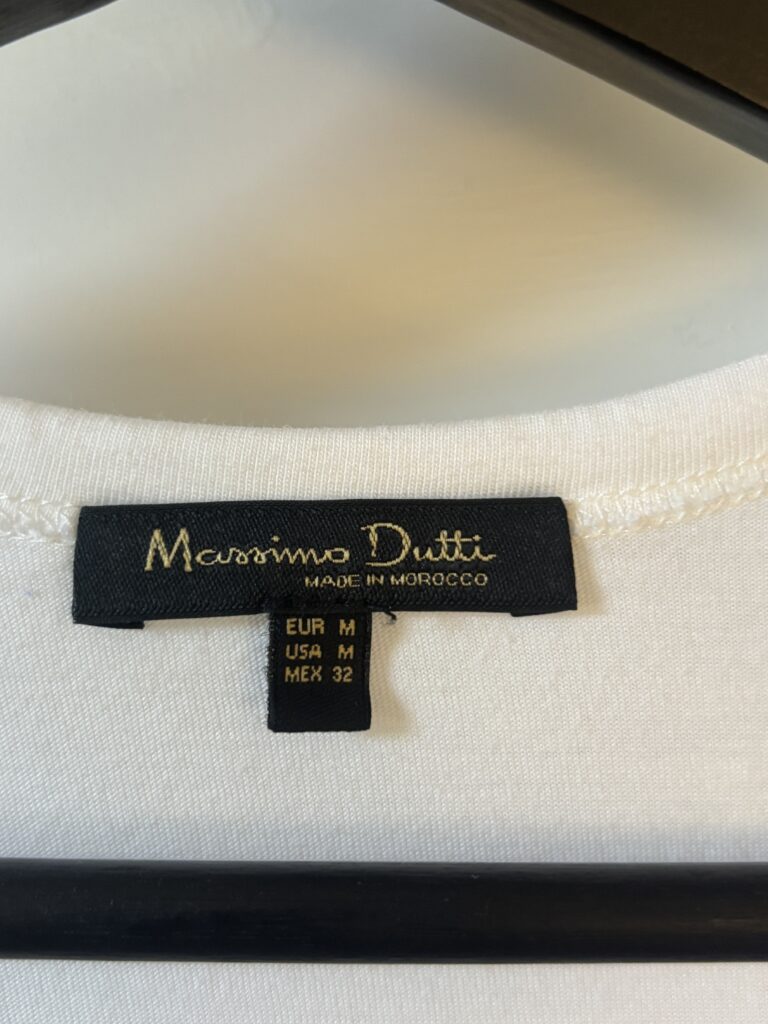 Massimo Dutti
MADE IN MOROCCO
EUR M
USA M
MEX 32